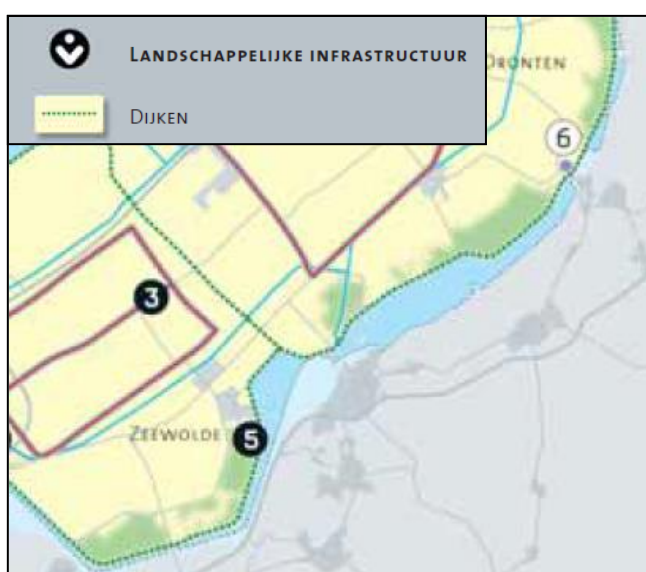 LANDSCHAPPELIJKE INFRASTRUCTUUR
DIJKEN
DRONTEN
6
3
ZEEWOLDE
5